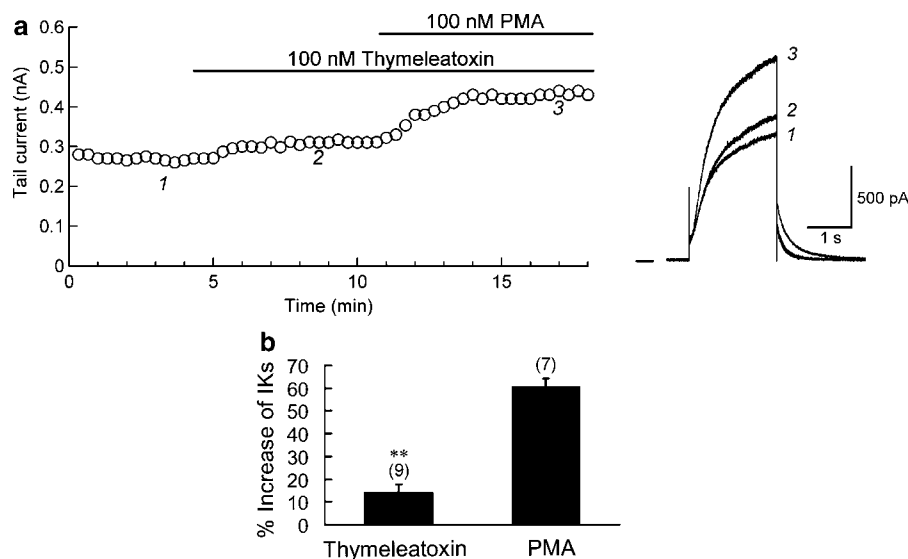 a
100 nM PMA
100 nM Thymeleatoxin
Tail current (nA)
0.6
0.5
0.4
0.3
0.2
0.1
0
1
2
3
0
5
10
15
Time (min)
3
2
1
500 pA
1 s
b
% Increase of IKs
70
60
50
40
30
20
10
0
**
(9)
(7)
Thymeleatoxin
PMA